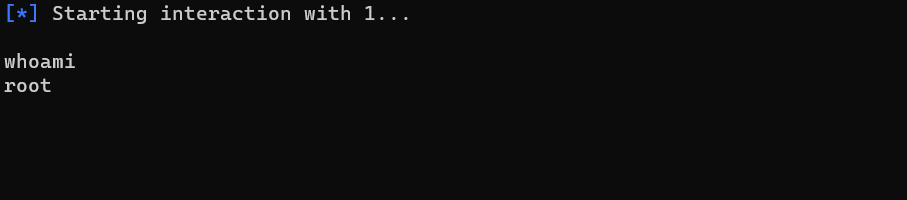 [*] Starting interaction with 1...
whoami
root